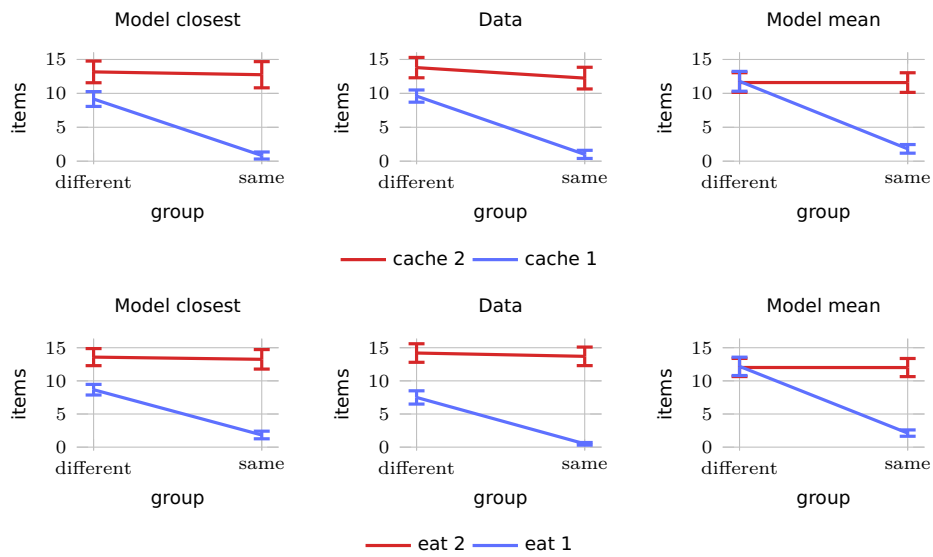 Model closest
Data
Model mean
items
15
10
5
0
different
same
group
items
15
10
5
0
different
same
group
items
15
10
5
0
different
same
group
cache 2
cache 1
Model closest
Data
Model mean
items
15
10
5
0
different
same
group
items
15
10
5
0
different
same
group
items
15
10
5
0
different
same
group
eat 2
eat 1